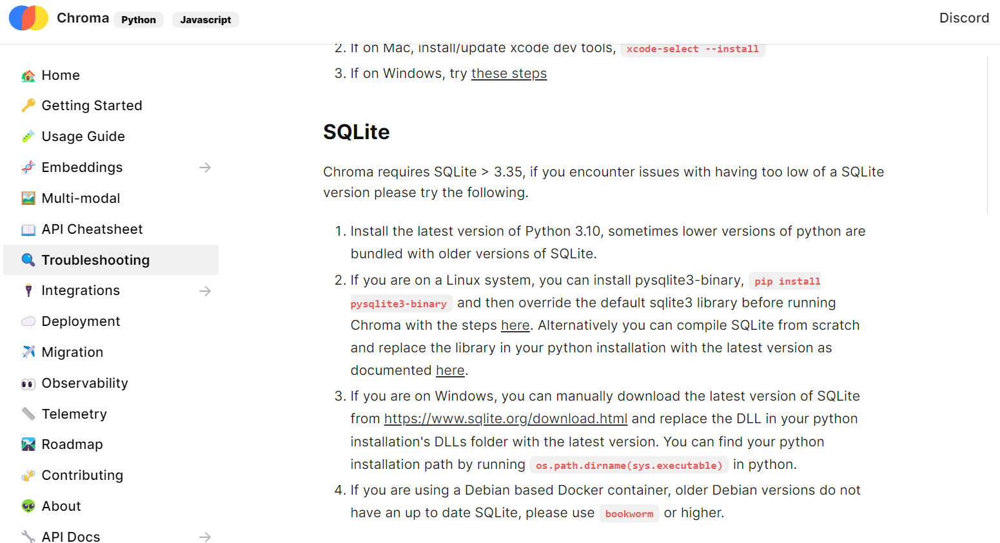 Chroma Python Javascript Discord
Home
Getting Started
Usage Guide
Embeddings →
Multi-modal
API Cheatsheet
Troubleshooting
Integrations →
Deployment
Migration
Observability
Telemetry
Roadmap
Contributing
About
API Docs →
2. If on Mac, install/update xcode dev tools, xcode-select --install
3. If on Windows, try these steps
SQLite
Chroma requires SQLite > 3.35, if you encounter issues with having too low of a SQLite
version please try the following.
1. Install the latest version of Python 3.10, sometimes lower versions of python are
bundled with older versions of SQLite.
2. If you are on a Linux system, you can install pysqlite3-binary, pip install
pysqlite3-binary and then override the default sqlite3 library before running
Chroma with the steps here. Alternatively you can compile SQLite from scratch
and replace the library in your python installation with the latest version as
documented here.
3. If you are on Windows, you can manually download the latest version of SQLite
from https://www.sqlite.org/download.html and replace the DLL in your python
installation's DLLs folder with the latest version. You can find your python
installation path by running os.path.dirname(sys.executable) in python.
4. If you are using a Debian based Docker container, older Debian versions do not
have an up to date SQLite, please use bookworm or higher.